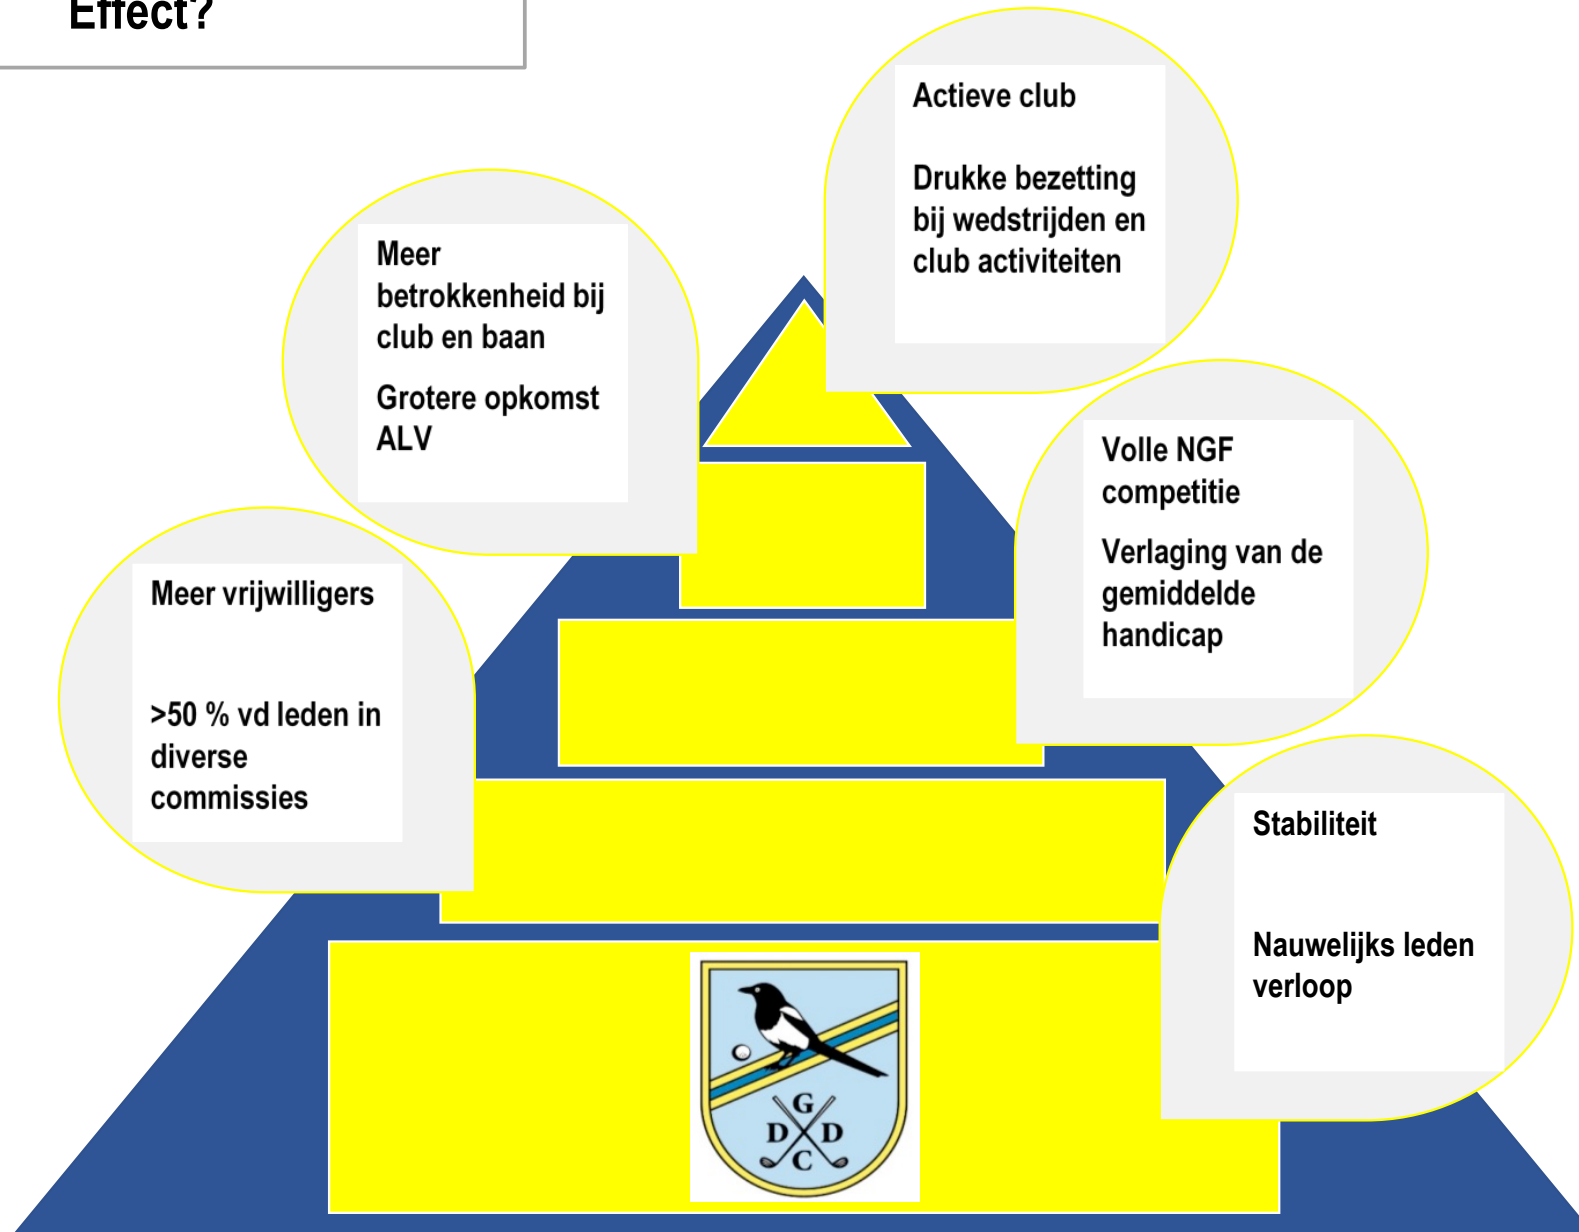 Effect?
Actieve club
Drukke bezetting
bij wedstrijden en
club activiteiten
Meer
betrokkenheid bij
club en baan
Grotere opkomst
ALV
Volle NGF
competitie
Verlaging van de
gemiddelde
handicap
Meer vrijwilligers
>50 % vd leden in
diverse
commissies
Stabiliteit
Nauwelijks leden
verloop
G
D D
C